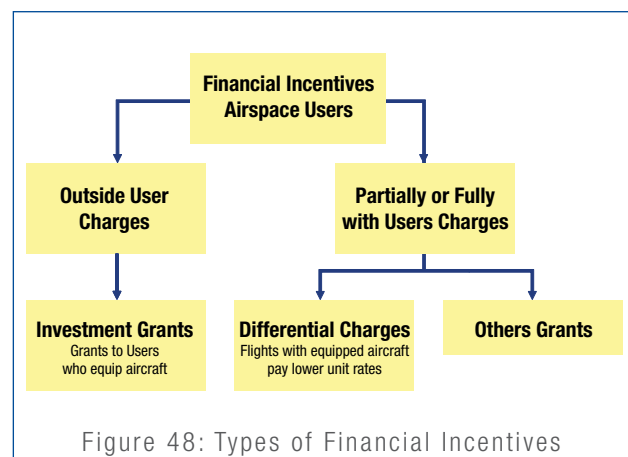 Financial Incentives
Airspace Users
Outside User
Charges
Partially or Fully
with Users Charges
Investment Grants
Grants to Users
who equip aircraft
Differential Charges
Flights with equipped aircraft
pay lower unit rates
Others Grants
Figure 48: Types of Financial Incentives